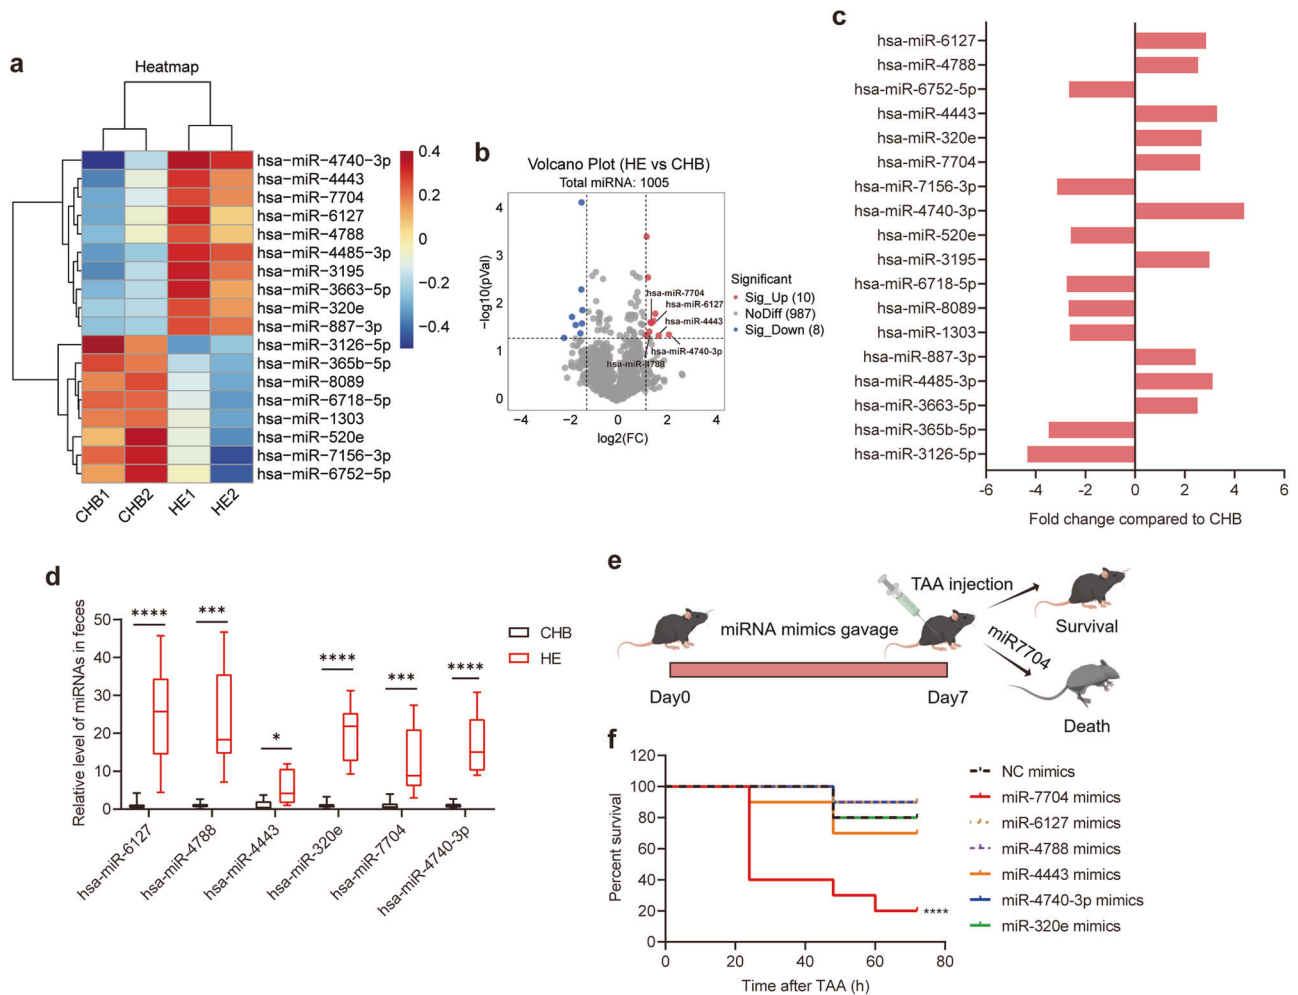 a
Heatmap
hsa-miR-4740-3p
hsa-miR-4443
hsa-miR-7704
hsa-miR-6127
hsa-miR-4788
hsa-miR-4485-3p
hsa-miR-3195
hsa-miR-3663-5p
hsa-miR-320e
hsa-miR-887-3p
hsa-miR-3126-5p
hsa-miR-365b-5p
hsa-miR-8089
hsa-miR-6718-5p
hsa-miR-1303
hsa-miR-520e
hsa-miR-7156-3p
hsa-miR-6752-5p
CHB1 CHB2 HE1 HE2
0.4
0.2
0
−0.2
−0.4
b
Volcano Plot (HE vs CHB)
Total miRNA: 1005
−log10(pVal)
4
3
2
1
0
hsa-miR-7704
hsa-miR-6127
hsa-miR-4443
hsa-miR-4740-3p
hsa-miR-4788
−4 −2 0 2 4
log2(FC)
Significant
Sig_Up (10)
NoDiff (987)
Sig_Down (8)
c
hsa-miR-6127
hsa-miR-4788
hsa-miR-6752-5p
hsa-miR-4443
hsa-miR-320e
hsa-miR-7704
hsa-miR-7156-3p
hsa-miR-4740-3p
hsa-miR-520e
hsa-miR-3195
hsa-miR-6718-5p
hsa-miR-8089
hsa-miR-1303
hsa-miR-887-3p
hsa-miR-4485-3p
hsa-miR-3663-5p
hsa-miR-365b-5p
hsa-miR-3126-5p
-6 -4 -2 0 2 4 6
Fold change compared to CHB
d
Relative level of miRNAs in feces
50
40
30
20
10
0
**** *** * **** *** ****
CHB
HE
hsa-miR-6127
hsa-miR-4788
hsa-miR-4443
hsa-miR-320e
hsa-miR-7704
hsa-miR-4740-3p
e
TAA injection
miRNA mimics gavage
miR7704
Survival
Day0
Day7
Death
f
Percent survival
120
100
80
60
40
20
0
****
0 20 40 60 80
Time after TAA (h)
NC mimics
miR-7704 mimics
miR-6127 mimics
miR-4788 mimics
miR-4443 mimics
miR-4740-3p mimics
miR-320e mimics